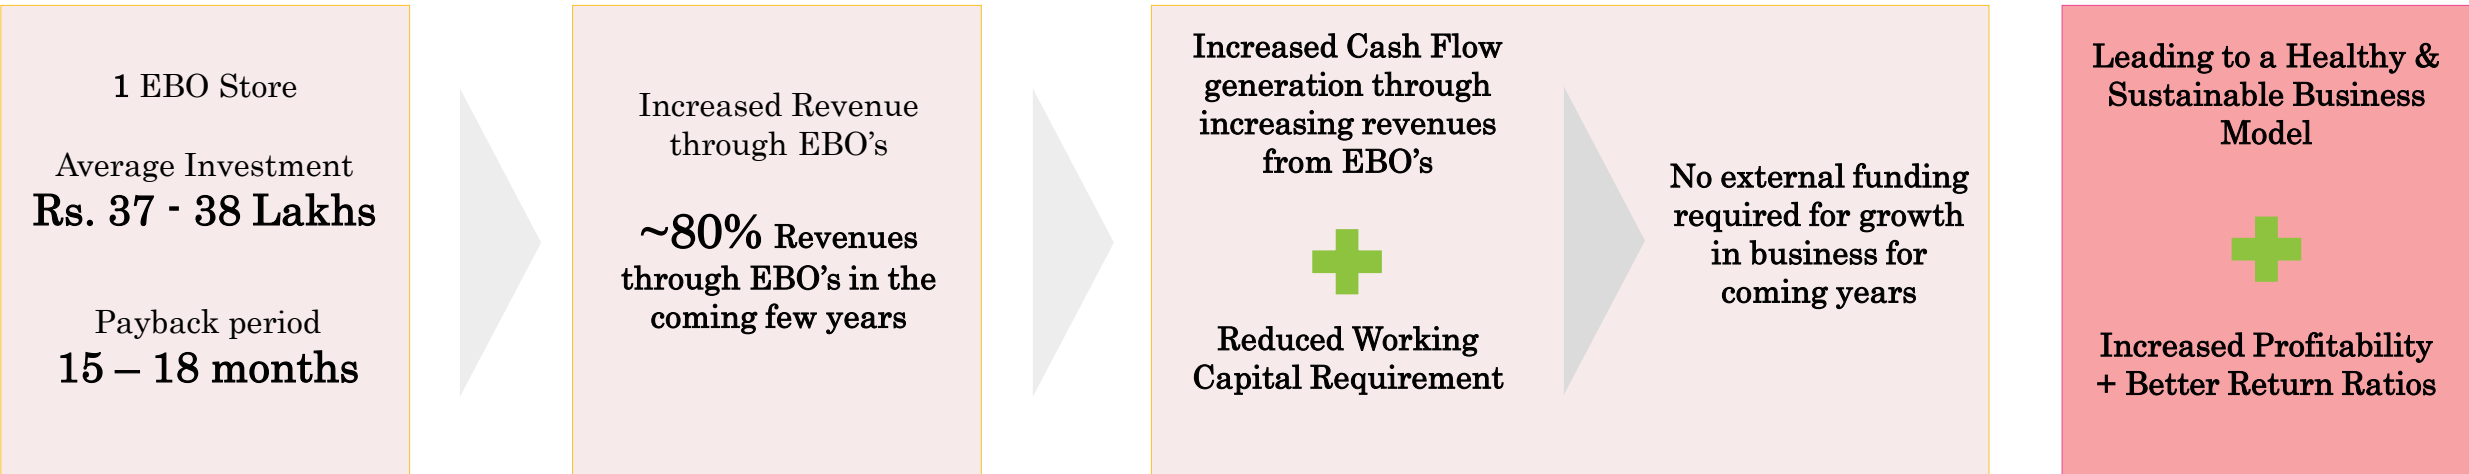 1 EBO Store
Average Investment
Rs. 37 - 38 Lakhs
Payback period
15 – 18 months
Increased Revenue
through EBO’s
~80% Revenues
through EBO’s in the
coming few years
Increased Cash Flow
generation through
increasing revenues
from EBO’s
Reduced Working
Capital Requirement
No external funding
required for growth
in business for
coming years
Leading to a Healthy &
Sustainable Business
Model
Increased Profitability
+ Better Return Ratios